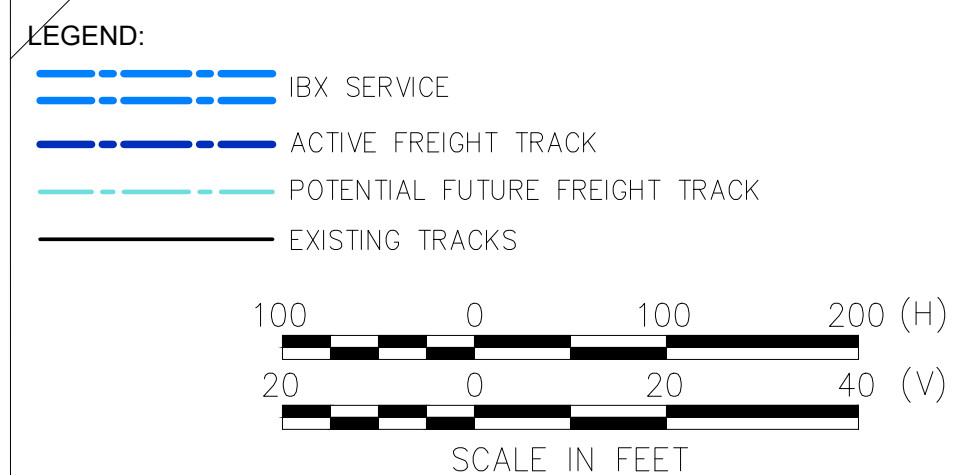 LEGEND:
IBX SERVICE
ACTIVE FREIGHT TRACK
POTENTIAL FUTURE FREIGHT TRACK
EXISTING TRACKS
100 0 100 200 (H)
20 0 20 40 (V)
SCALE IN FEET